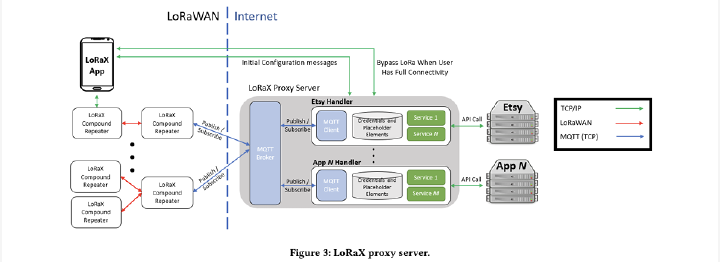 LoRaWAN
Internet
LoRaX
App
Initial Configuration messages
Bypass LoRa When User
Has Full Connectivity
LoRaX Proxy Server
LoRaX
Compound
Repeater
LoRaX
Compound
Repeater
Publish /
Subscribe
LoRaX
Compound
Repeater
LoRaX
Compound
Repeater
LoRaX
Compound
Repeater
Publish /
Subscribe
MQTT
Broker
Etsy Handler
Publish /
Subscribe
MQTT
Client
Credentials and
Placeholder
Elements
Service 1
Service N
API Call
Etsy
App N Handler
Publish /
Subscribe
MQTT
Client
Credentials and
Placeholder
Elements
Service 1
Service M
API Call
App N
TCP/IP
LoRaWAN
MQTT (TCP)
Figure 3: LoRaX proxy server.